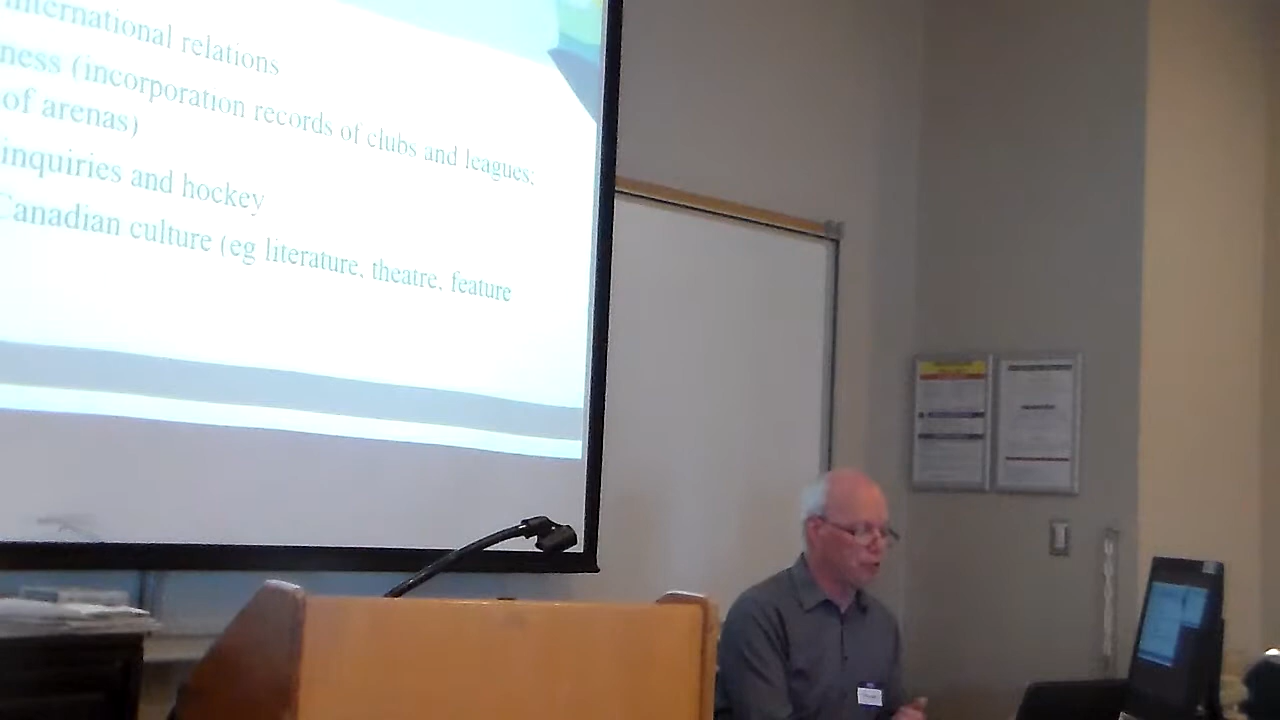 international relations
ness (incorporation records of clubs and leagues;
of arenas)
inquiries and hockey
Canadian culture (eg literature, theatre, feature